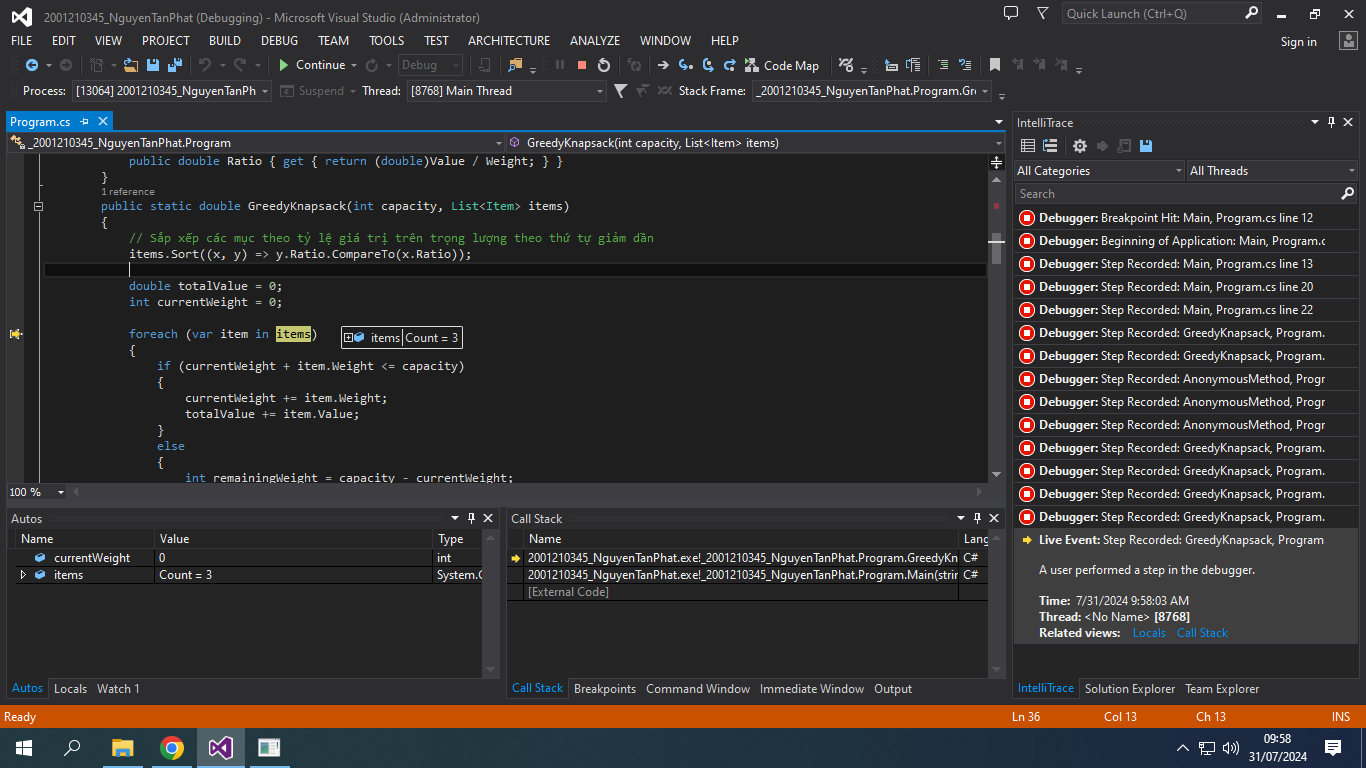 2001210345_NguyenTanPhat (Debugging) - Microsoft Visual Studio (Administrator)
Quick Launch (Ctrl+Q)
FILE EDIT VIEW PROJECT BUILD DEBUG TEAM TOOLS TEST ARCHITECTURE ANALYZE WINDOW HELP
Sign in
Continue Debug Code Map
Process: [13064] 2001210345_NguyenTanPh Suspend Thread: [8768] Main Thread Stack Frame: _2001210345_NguyenTanPhat.Program.Gr
Program.cs
_2001210345_NguyenTanPhat.Program GreedyKnapsack(int capacity, List<Item> items)
public double Ratio { get { return (double)Value / Weight; } }
}
1 reference
public static double GreedyKnapsack(int capacity, List<Item> items)
{
// Sắp xếp các mục theo tỷ lệ giá trị trên trọng lượng theo thứ tự giảm dần
items.Sort((x, y) => y.Ratio.CompareTo(x.Ratio));
double totalValue = 0;
int currentWeight = 0;
foreach (var item in items)
items Count = 3
{
if (currentWeight + item.Weight <= capacity)
{
currentWeight += item.Weight;
totalValue += item.Value;
}
else
{
int remainingWeight = capacity - currentWeight;
100 %
Autos
Name Value Type
currentWeight 0 int
items Count = 3 System.C
Autos Locals Watch 1
Call Stack
Name Lang
2001210345_NguyenTanPhat.exe!_2001210345_NguyenTanPhat.Program.GreedyKn C#
2001210345_NguyenTanPhat.exe!_2001210345_NguyenTanPhat.Program.Main(strin C#
[External Code]
Call Stack Breakpoints Command Window Immediate Window Output
IntelliTrace
All Categories All Threads
Search
Debugger: Breakpoint Hit: Main, Program.cs line 12
Debugger: Beginning of Application: Main, Program.c
Debugger: Step Recorded: Main, Program.cs line 13
Debugger: Step Recorded: Main, Program.cs line 20
Debugger: Step Recorded: Main, Program.cs line 22
Debugger: Step Recorded: GreedyKnapsack, Program.
Debugger: Step Recorded: GreedyKnapsack, Program.
Debugger: Step Recorded: AnonymousMethod, Progr
Debugger: Step Recorded: AnonymousMethod, Progr
Debugger: Step Recorded: AnonymousMethod, Progr
Debugger: Step Recorded: GreedyKnapsack, Program.
Debugger: Step Recorded: GreedyKnapsack, Program.
Debugger: Step Recorded: GreedyKnapsack, Program.
Debugger: Step Recorded: GreedyKnapsack, Program.
Live Event: Step Recorded: GreedyKnapsack, Program
A user performed a step in the debugger.
Time: 7/31/2024 9:58:03 AM
Thread: <No Name> [8768]
Related views: Locals Call Stack
IntelliTrace Solution Explorer Team Explorer
Ready Ln 36 Col 13 Ch 13 INS
09:58
31/07/2024